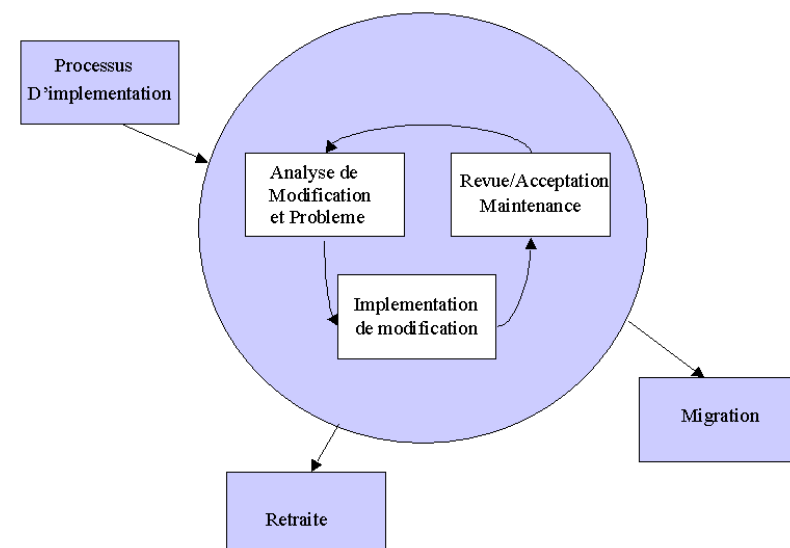 Processus
D'implementation
Analyse de
Modification
et Probleme
Revue/Acceptation
Maintenance
Implementation
de modification
Migration
Retraite